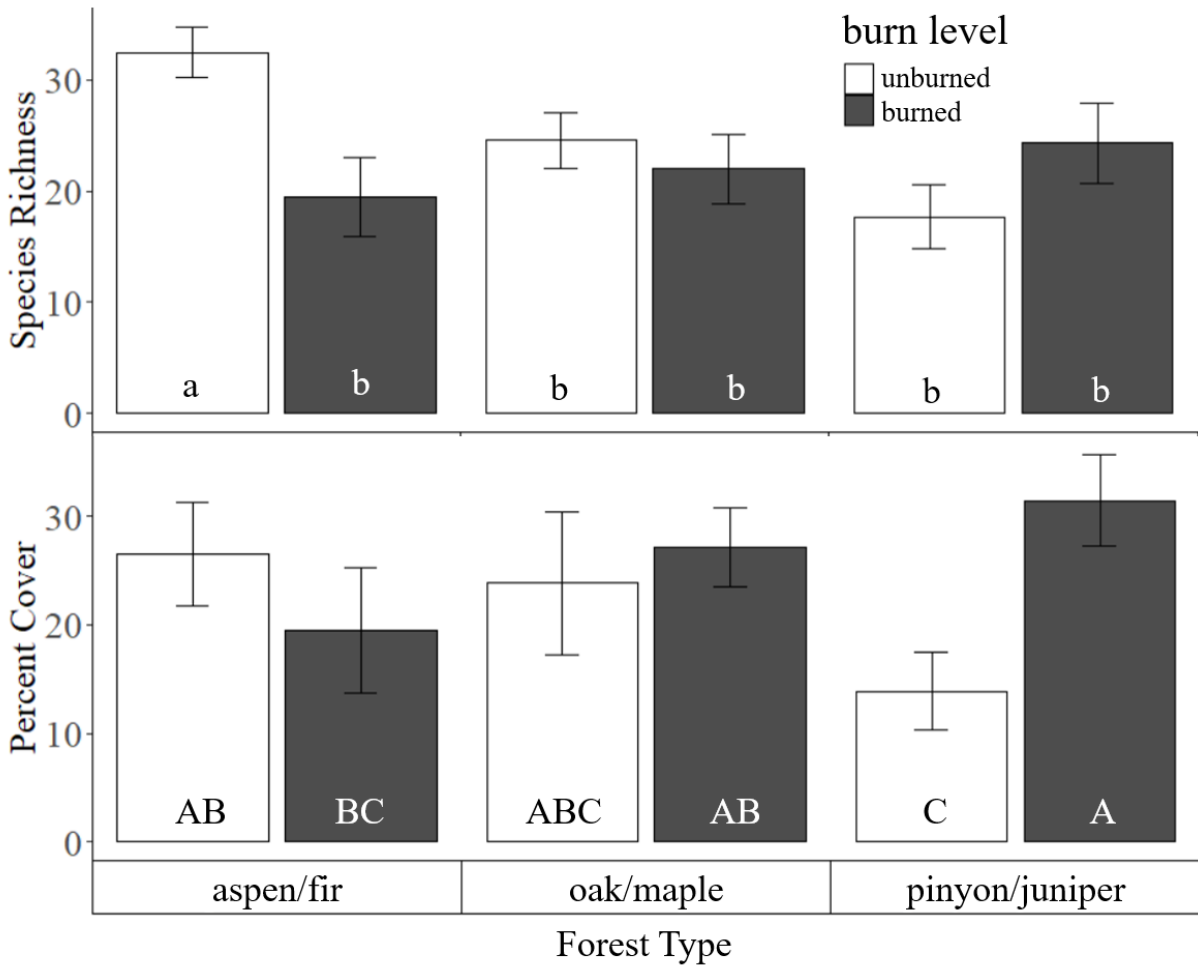 burn level
unburned
burned
Species Richness
30
20
10
0
a
b
b
b
b
b
Percent Cover
30
20
10
0
AB
BC
ABC
AB
C
A
aspen/fir
oak/maple
pinyon/juniper
Forest Type